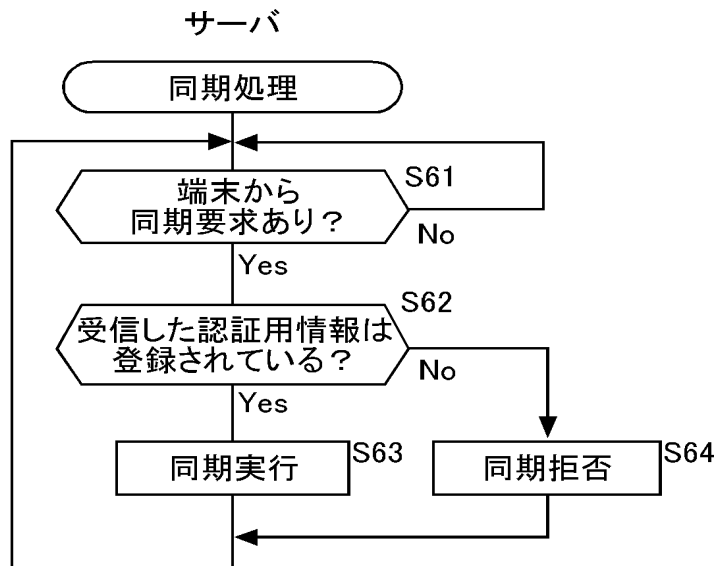 サーバ
同期処理
端末から
同期要求あり？
S61
No
Yes
受信した認証用情報は
登録されている？
S62
No
Yes
同期実行
S63
同期拒否
S64